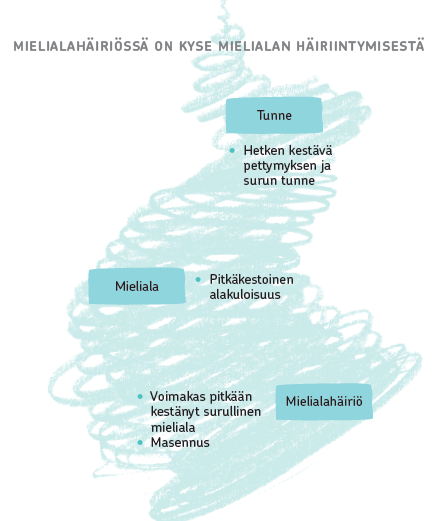 MIELIALAHÄIRIÖSSÄ ON KYSE MIELIALAN HÄIRIINTYMISESTÄ
Tunne
• Hetken kestävä
pettymyksen ja
surun tunne
Mieliala
• Pitkäkestoinen
alakuloisuus
• Voimakas pitkään
kestänyt surullinen
mieliala
• Masennus
Mielialahäiriö